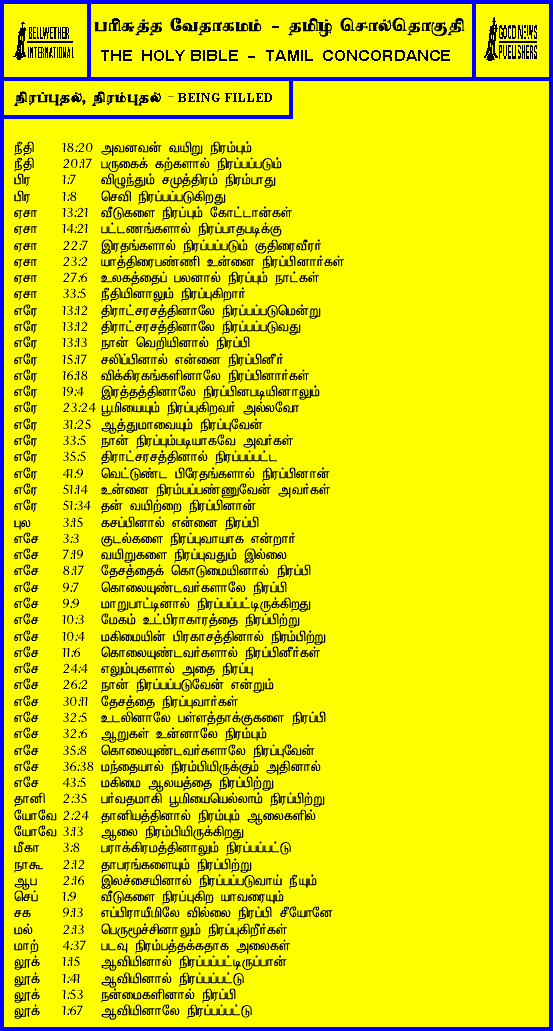 BELLWETHER
INTERNATIONAL
பரிசுத்த வேதாகமம் - தமிழ் சொல்தொகுதி
THE HOLY BIBLE - TAMIL CONCORDANCE
GOOD NEWS
PUBLISHERS
நிரப்புதல், நிரம்புதல் - BEING FILLED
நீதி 18:20 அவனவன் வயிறு நிரம்பும்
நீதி 20:17 பருகைக் கற்களால் நிரப்பப்படும்
பிர 1:7 விழுந்தும் சமுத்திரம் நிரம்பாது
பிர 1:8 செவி நிரப்பப்படுகிறது
ஏசா 13:21 வீடுகளை நிரப்பும் கோட்டான்கள்
ஏசா 14:21 பட்டணங்களால் நிரப்பாதபடிக்கு
ஏசா 22:7 இரதங்களால் நிரப்பப்படும் குதிரைவீரர்
ஏசா 23:2 யாத்திரைபண்ணி உன்னை நிரப்பினார்கள்
ஏசா 27:6 உலகத்தைப் பலனால் நிரப்பும் நாட்கள்
ஏசா 33:5 நீதியினாலும் நிரப்புகிறார்
எரே 13:12 திராட்சரசத்தினாலே நிரப்பப்படுமென்று
எரே 13:12 திராட்சரசத்தினாலே நிரப்பப்படுவது
எரே 13:13 நான் வெறியினால் நிரப்பி
எரே 15:17 சலிப்பினால் என்னை நிரப்பினீர்
எரே 16:18 விக்கிரகங்களினாலே நிரப்பினார்கள்
எரே 19:4 இரத்தத்தினாலே நிரப்பினபடியினாலும்
எரே 23:24 பூமியையும் நிரப்புகிறவர் அல்லவோ
எரே 31:25 ஆத்துமாவையும் நிரப்புவேன்
எரே 33:5 நான் நிரப்பும்படியாகவே அவர்கள்
எரே 35:5 திராட்சரசத்தினால் நிரப்பப்பட்ட
எரே 41:9 வெட்டுண்ட பிரேதங்களால் நிரப்பினான்
எரே 51:14 உன்னை நிரம்பப்பண்ணுவேன் அவர்கள்
எரே 51:34 தன் வயிற்றை நிரப்பினான்
புல 3:15 கசப்பினால் என்னை நிரப்பி
எசே 3:3 குடல்களை நிரப்புவாயாக என்றார்
எசே 7:19 வயிறுகளை நிரப்புவதும் இல்லை
எசே 8:17 தேசத்தைக் கொடுமையினால் நிரப்பி
எசே 9:7 கொலையுண்டவர்களாலே நிரப்பி
எசே 9:9 மாறுபாட்டினால் நிரப்பப்பட்டிருக்கிறது
எசே 10:3 மேகம் உட்பிராகாரத்தை நிரப்பிற்று
எசே 10:4 மகிமையின் பிரகாசத்தினால் நிரம்பிற்று
எசே 11:6 கொலையுண்டவர்களால் நிரப்பினீர்கள்
எசே 24:4 எலும்புகளால் அதை நிரப்பு
எசே 26:2 நான் நிரப்பப்படுவேன் என்றும்
எசே 30:11 தேசத்தை நிரப்புவார்கள்
எசே 32:5 உடலினாலே பள்ளத்தாக்குகளை நிரப்பி
எசே 32:6 ஆறுகள் உன்னாலே நிரம்பும்
எசே 35:8 கொலையுண்டவர்களாலே நிரப்புவேன்
எசே 36:38 மந்தையால் நிரம்பியிருக்கும் அதினால்
எசே 43:5 மகிமை ஆலயத்தை நிரப்பிற்று
தானி 2:35 பர்வதமாகி பூமியையெல்லாம் நிரப்பிற்று
யோவே 2:24 தானியத்தினால் நிரம்பும் ஆலைகளில்
யோவே 3:13 ஆலை நிரம்பியிருக்கிறது
மீகா 3:8 பராக்கிரமத்தினாலும் நிரப்பப்பட்டு
நாகூ 2:12 தாபரங்களையும் நிரப்பிற்று
ஆப 2:16 இலச்சையினால் நிரப்பப்படுவாய் நீயும்
செப் 1:9 வீடுகளை நிரப்புகிற யாவரையும்
சக 9:13 எப்பிராயீமிலே வில்லை நிரப்பி சீயோனே
மல் 2:13 பெருமூச்சினாலும் நிரப்புகிறீர்கள்
மாற் 4:37 படவு நிரம்பத்தக்கதாக அலைகள்
லூக் 1:15 ஆவியினால் நிரப்பப்பட்டிருப்பான்
லூக் 1:41 ஆவியினால் நிரப்பப்பட்டு
லூக் 1:53 நன்மைகளினால் நிரப்பி
லூக் 1:67 ஆவியினாலே நிரப்பப்பட்டு